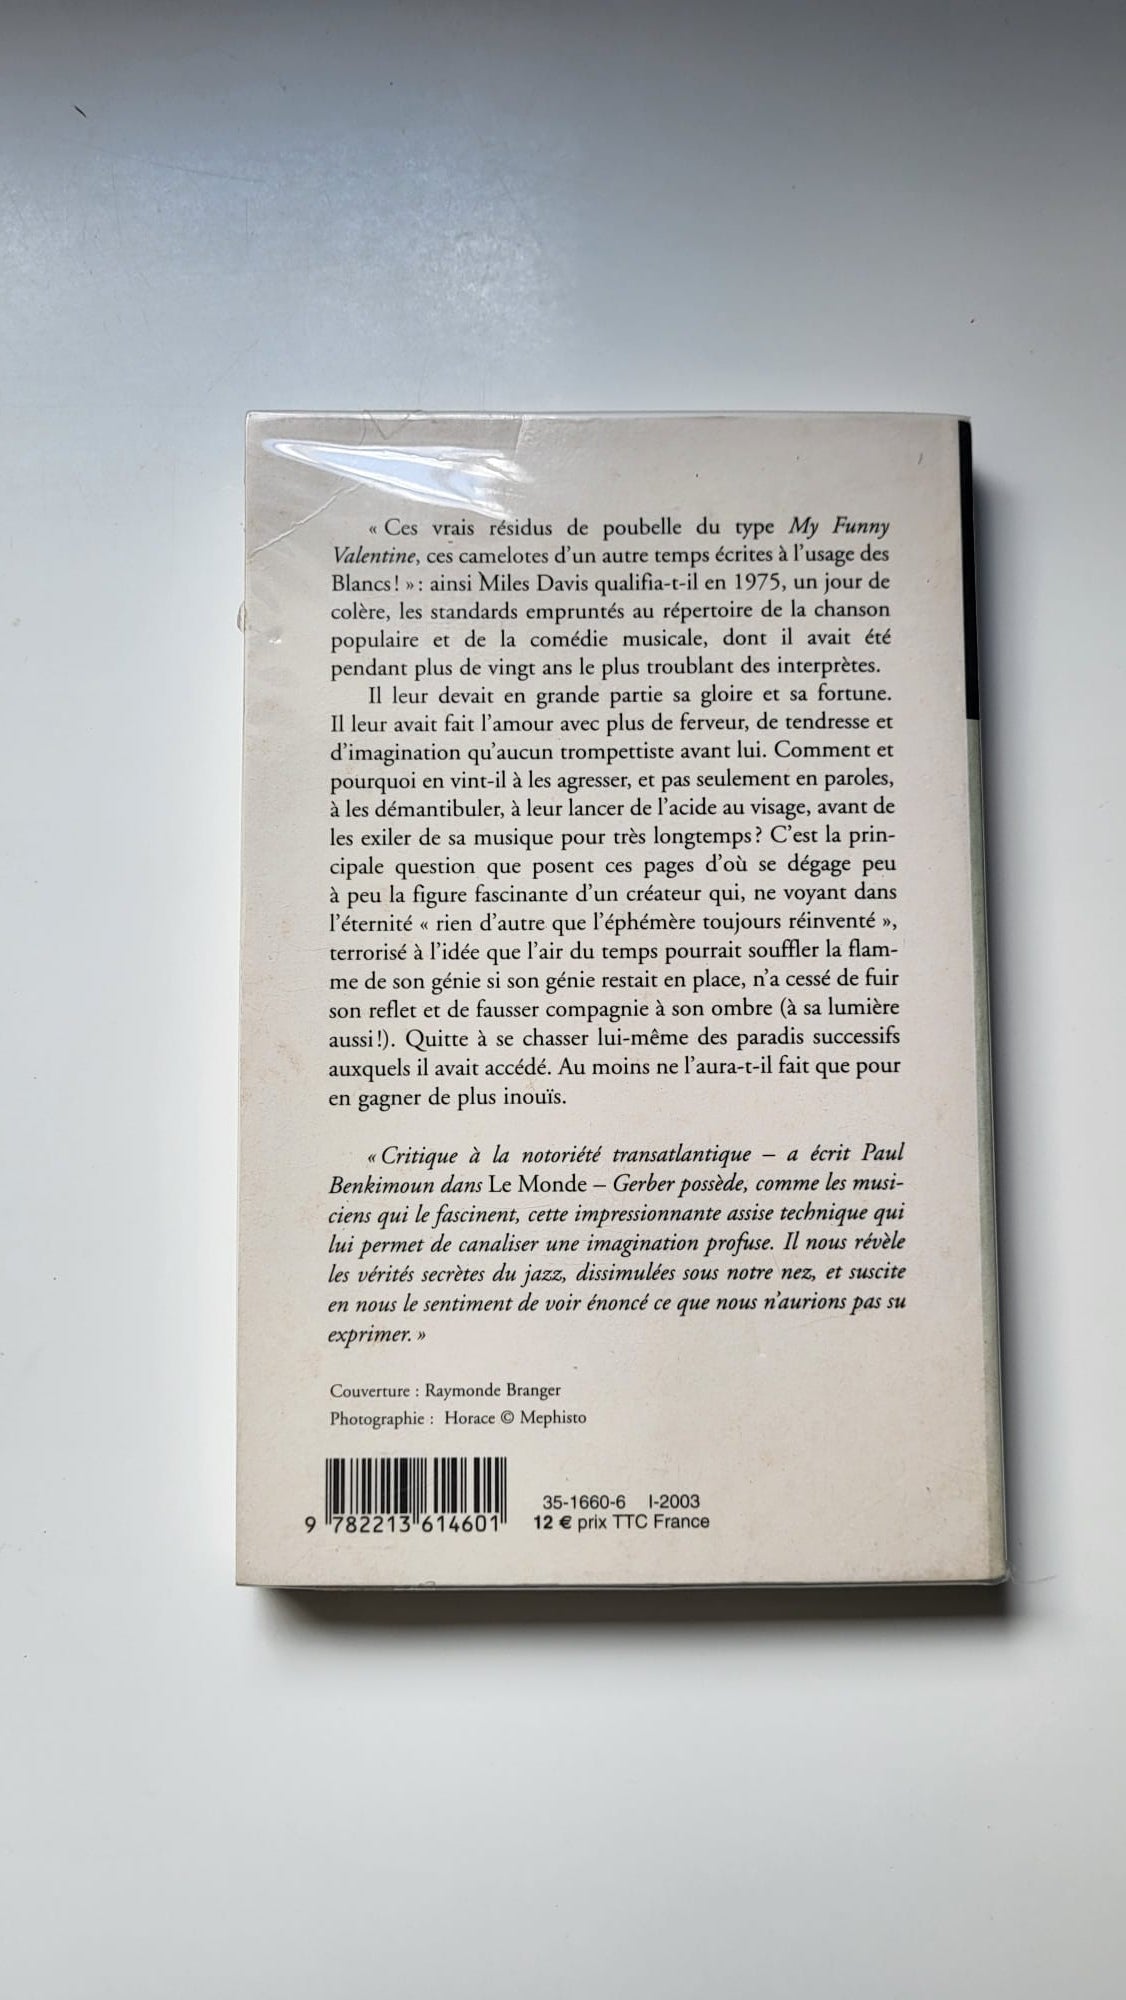 « Ces vrais résidus de poubelle du type My Funny
Valentine, ces camelotes d'un autre temps écrites à l'usage des
Blancs ! » : ainsi Miles Davis qualifia-t-il en 1975, un jour de
colère, les standards empruntés au répertoire de la chanson
populaire et de la comédie musicale, dont il avait été
pendant plus de vingt ans le plus troublant des interprètes.
Il leur devait en grande partie sa gloire et sa fortune.
Il leur avait fait l'amour avec plus de ferveur, de tendresse et
d'imagination qu'aucun trompettiste avant lui. Comment et
pourquoi en vint-il à les agresser, et pas seulement en paroles,
à les démantibuler, à leur lancer de l'acide au visage, avant de
les exiler de sa musique pour très longtemps ? C'est la prin-
cipale question que posent ces pages d'où se dégage peu
à peu la figure fascinante d'un créateur qui, ne voyant dans
l'éternité « rien d'autre que l'éphémère toujours réinventé »,
terrorisé à l'idée que l'air du temps pourrait souffler la flam-
me de son génie si son génie restait en place, n'a cessé de fuir
son reflet et de fausser compagnie à son ombre (à sa lumière
aussi !). Quitte à se chasser lui-même des paradis successifs
auxquels il avait accédé. Au moins ne l'aura-t-il fait que pour
en gagner de plus inouïs.
« Critique à la notoriété transatlantique – a écrit Paul
Benkimoun dans Le Monde – Gerber possède, comme les musi-
ciens qui le fascinent, cette impressionnante assise technique qui
lui permet de canaliser une imagination profuse. Il nous révèle
les vérités secrètes du jazz, dissimulées sous notre nez, et suscite
en nous le sentiment de voir énoncé ce que nous n'aurions pas su
exprimer. »
Couverture : Raymonde Branger
Photographie : Horace © Mephisto
35-1660-6 I-2003
9 782213 614601 12 € prix TTC France